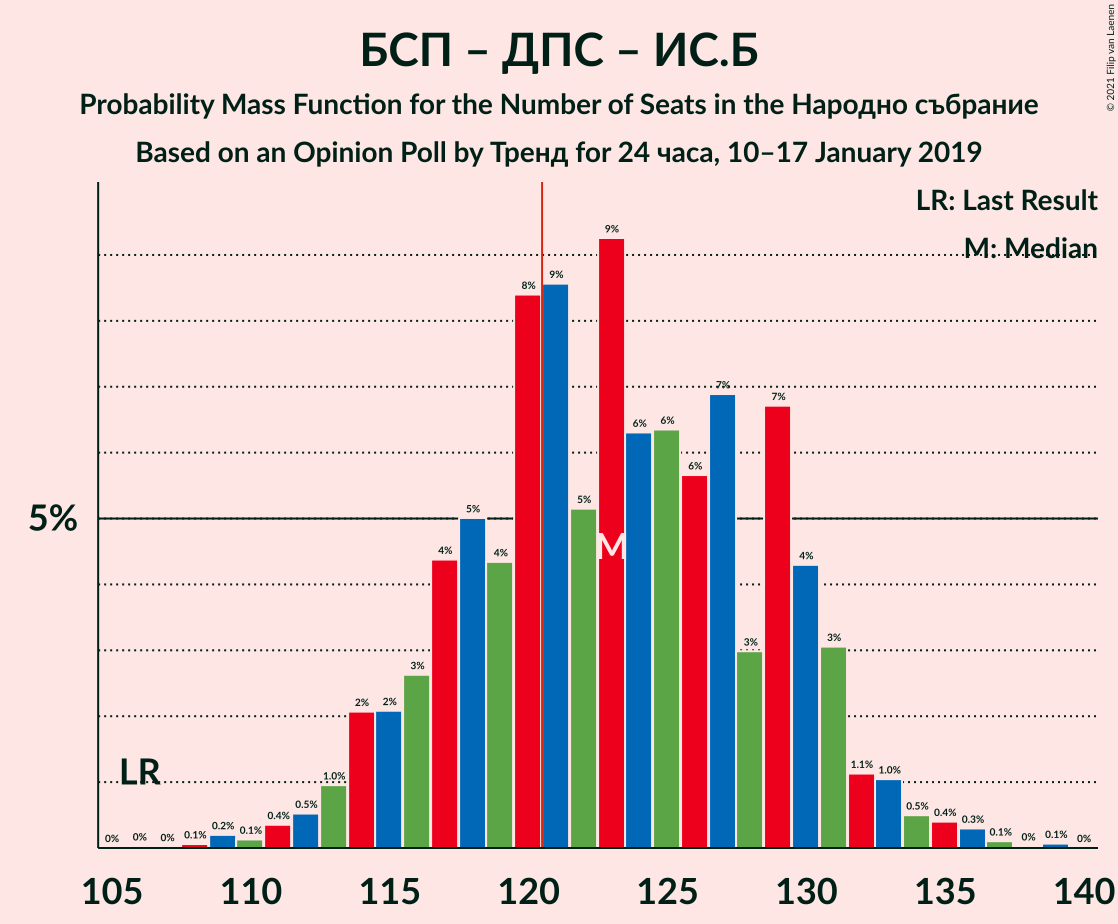 БСП – ДПС – ИС.Б
Probability Mass Function for the Number of Seats in the Народно събрание
Based on an Opinion Poll by Тренд for 24 часа, 10–17 January 2019
© 2021 Filip van Laenen
LR: Last Result
M: Median
5%
0% 0% 0% 0.1% 0.2% 0.1% 0.4% 0.5% 1.0% 2% 2% 3% 4% 5% 4% 8% 9% 5% 9% 6% 6% 6% 7% 3% 7% 4% 3% 1.1% 1.0% 0.5% 0.4% 0.3% 0.1% 0% 0.1% 0%
M
LR
105 110 115 120 125 130 135 140